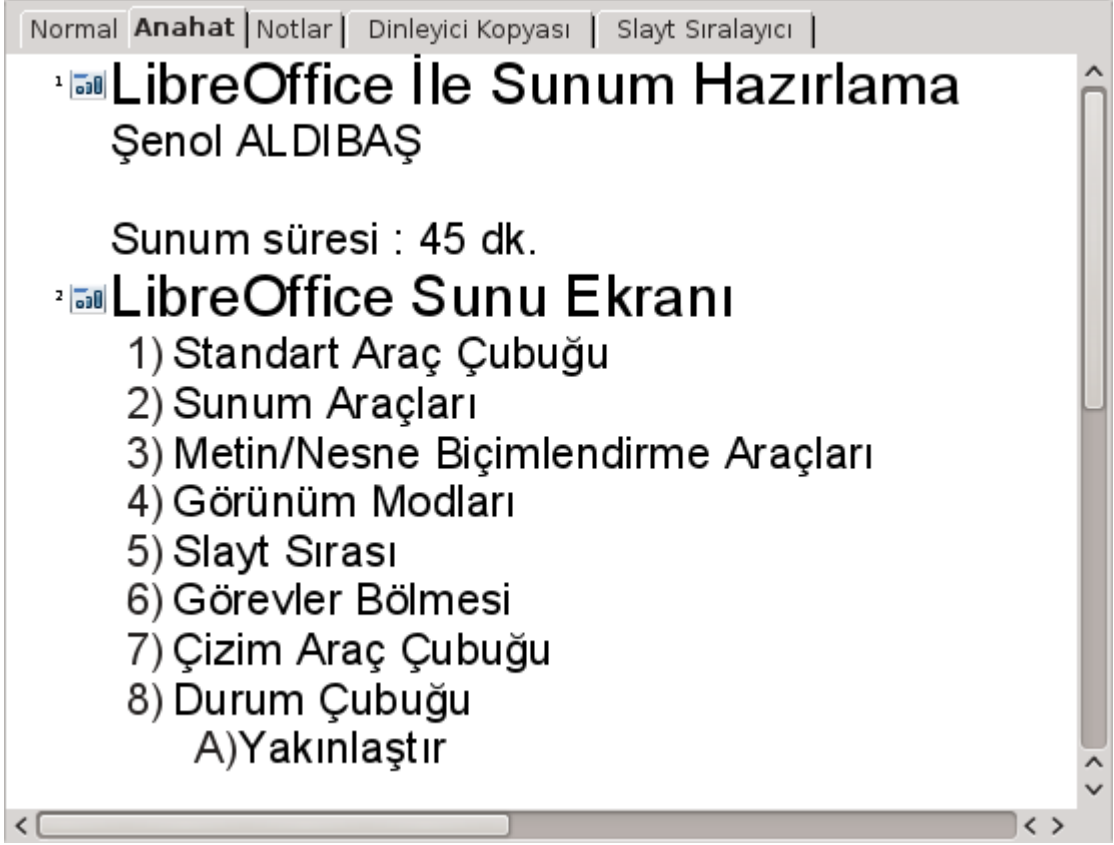 Normal Anahat Notlar Dinleyici Kopyası Slayt Sıralayıcı
1 LibreOffice İle Sunum Hazırlama
Şenol ALDIBAŞ
Sunum süresi : 45 dk.
2 LibreOffice Sunu Ekranı
1) Standart Araç Çubuğu
2) Sunum Araçları
3) Metin/Nesne Biçimlendirme Araçları
4) Görünüm Modları
5) Slayt Sırası
6) Görevler Bölmesi
7) Çizim Araç Çubuğu
8) Durum Çubuğu
A)Yakınlaştır